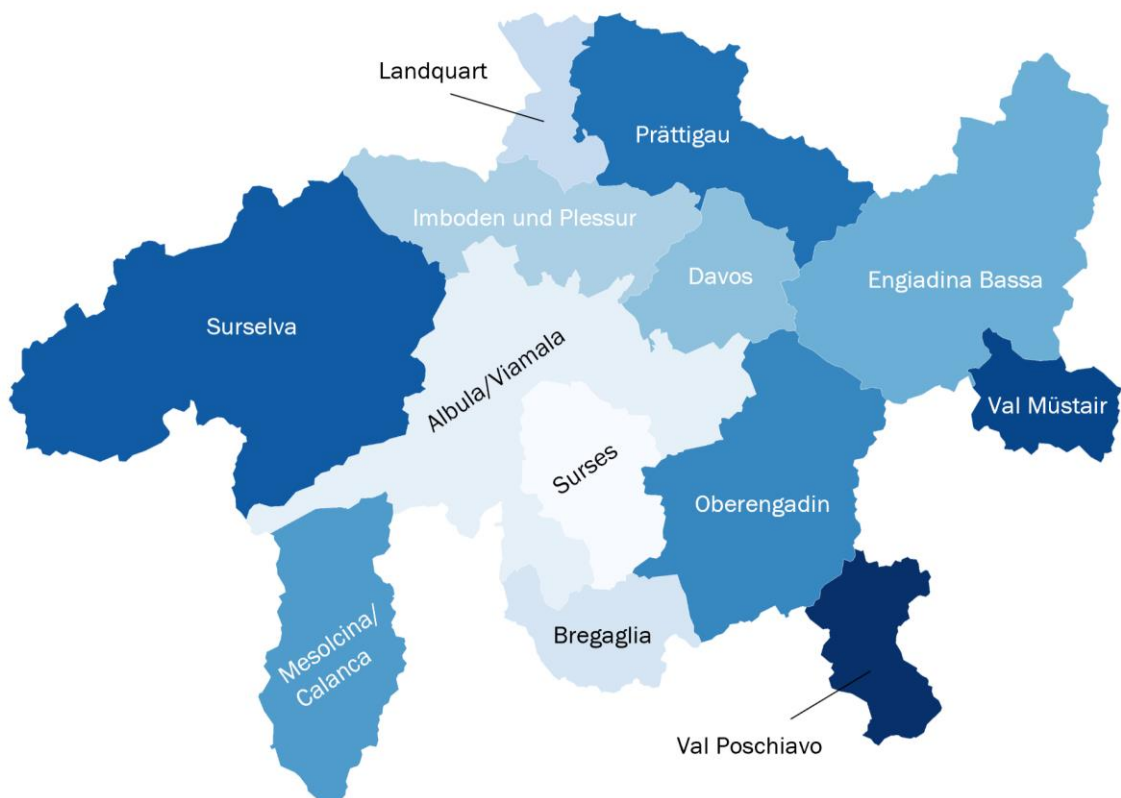 Landquart
Prättigau
Imboden und Plessur
Davos
Engiadina Bassa
Surselva
Albula/Viamala
Val Müstair
Surses
Oberengadin
Bregaglia
Mesolcina/
Calanca
Val Poschiavo